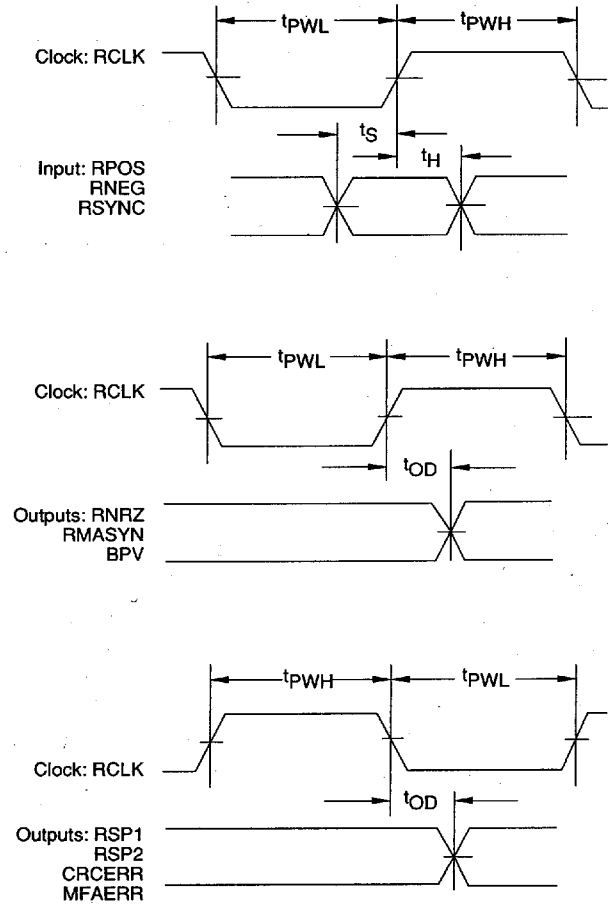 tPWL tPWH
Clock: RCLK
tS
tH
Input: RPOS
RNEG
RSYNC
tPWL tPWH
Clock: RCLK
tOD
Outputs: RNRZ
RMASYN
BPV
tPWH tPWL
Clock: RCLK
tOD
Outputs: RSP1
RSP2
CRCERR
MFAERR